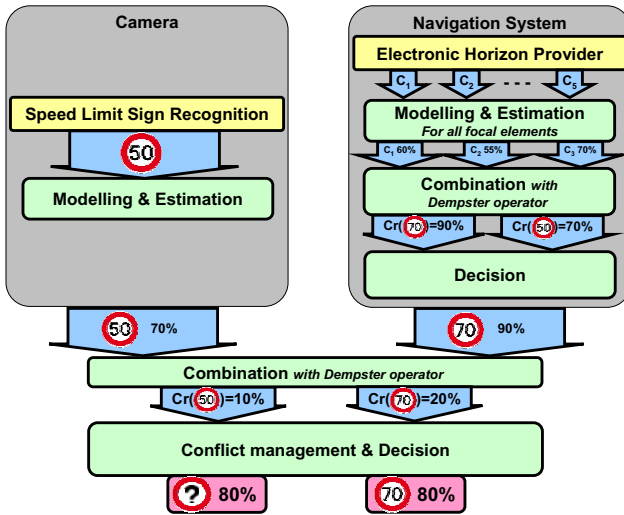 Camera
Speed Limit Sign Recognition
50
Modelling & Estimation
50 70%
Navigation System
Electronic Horizon Provider
C1 C2 - - - C5
Modelling & Estimation
For all focal elements
C1 60% C2 55% C3 70%
Combination with
Dempster operator
Cr(70)=90% Cr(50)=70%
Decision
70 90%
Combination with Dempster operator
Cr(50)=10% Cr(70)=20%
Conflict management & Decision
? 80% 70 80%